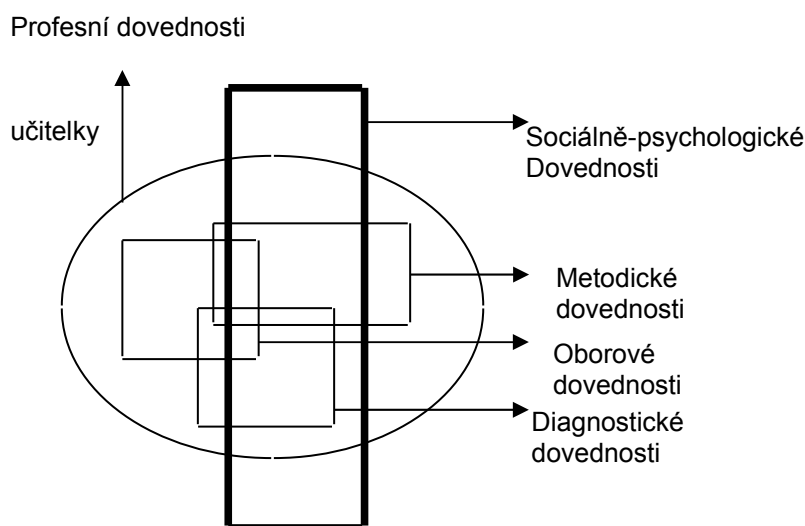 Profesní dovednosti
učitelky
Sociálně-psychologické
Dovednosti
Metodické
dovednosti
Oborové
dovednosti
Diagnostické
dovednosti